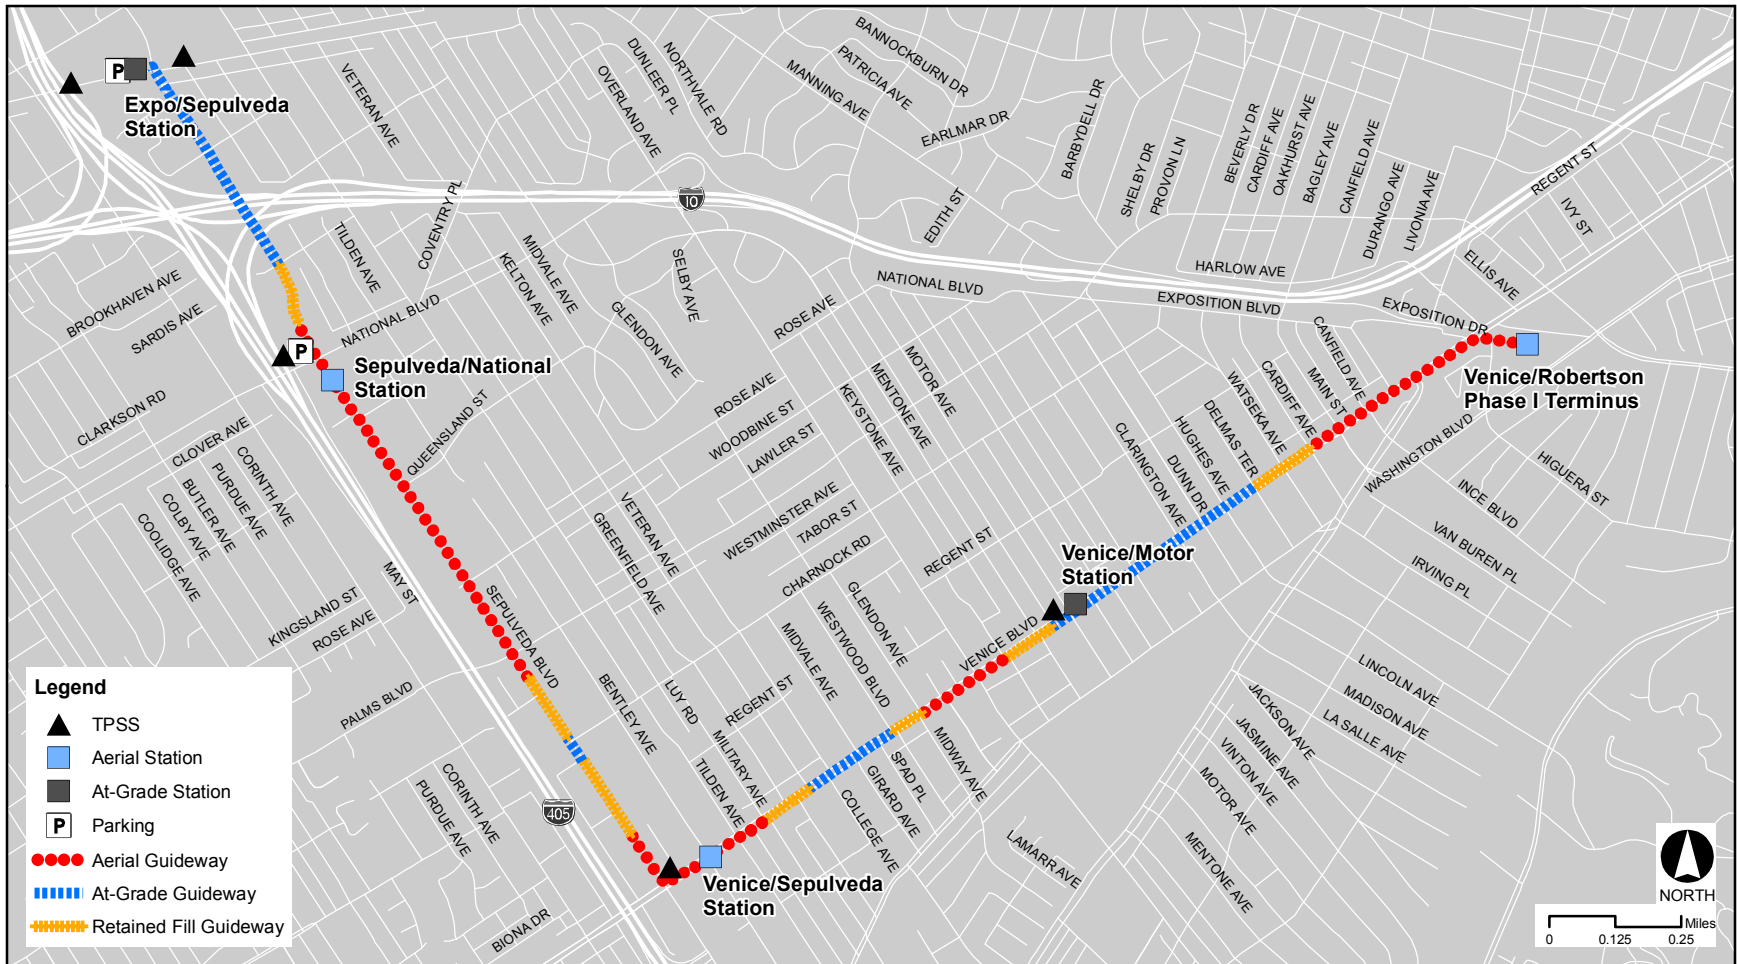 BANNOCKBURN DR
PATRICIA AVE
MANNING AVE
NORTHVALE RD
DUNLEER PL
OVERLAND AVE
VETERAN AVE
EARLMAR DR
BARBYDELL DR
SHELBY DR
PROVON LN
BEVERLY DR
CARDIFF AVE
OAKHURST AVE
BAGLEY AVE
CANFIELD AVE
DURANGO AVE
LIVONIA AVE
REGENT ST
IVY ST
ELLIS AVE
P
Expo/Sepulveda
Station
10
COVENTRY PL
TILDEN AVE
EDITH ST
HARLOW AVE
NATIONAL BLVD
EXPOSITION BLVD
EXPOSITION DR
MIDVALE AVE
KELTON AVE
SELBY AVE
GLENDON AVE
ROSE AVE
BROOKHAVEN AVE
SARDIS AVE
NATIONAL BLVD
P
Sepulveda/National
Station
CLARKSON RD
CLOVER AVE
QUEENSLAND ST
CORINTH AVE
PURDUE AVE
BUTLER AVE
COLBY AVE
COOLIDGE AVE
MOTOR AVE
MENTONE AVE
KEYSTONE AVE
ROSE AVE
WOODBINE ST
LAWLER ST
CANFIELD AVE
MAIN ST
CARDIFF AVE
WATSEKA AVE
DELMAS TER
HUGHES AVE
DUNN DR
CLARINGTON AVE
Venice/Robertson
Phase I Terminus
WASHINGTON BLVD
HIGUERA ST
INCE BLVD
VAN BUREN PL
IRVING PL
WESTMINSTER AVE
TABOR ST
CHARNOCK RD
REGENT ST
VETERAN AVE
GREENFIELD AVE
MAY ST
KINGSLAND ST
ROSE AVE
SEPULVEDA BLVD
Venice/Motor
Station
GLENDON AVE
WESTWOOD BLVD
MIDVALE AVE
VENICE BLVD
PALMS BLVD
BENTLEY AVE
LUY RD
REGENT ST
MILITARY AVE
TILDEN AVE
LINCOLN AVE
MADISON AVE
LA SALLE AVE
JACKSON AVE
JASMINE AVE
VINTON AVE
MOTOR AVE
MENTONE AVE
MIDWAY AVE
SPAD PL
GIRARD AVE
COLLEGE AVE
LAMARR AVE
CORINTH AVE
PURDUE AVE
405
Venice/Sepulveda
Station
BIONA DR
Legend
TPSS
Aerial Station
At-Grade Station
P Parking
Aerial Guideway
At-Grade Guideway
Retained Fill Guideway
NORTH
Miles
0 0.125 0.25